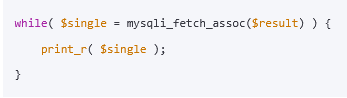 while( $single = mysqli_fetch_assoc($result) ) {
    print_r( $single );
}